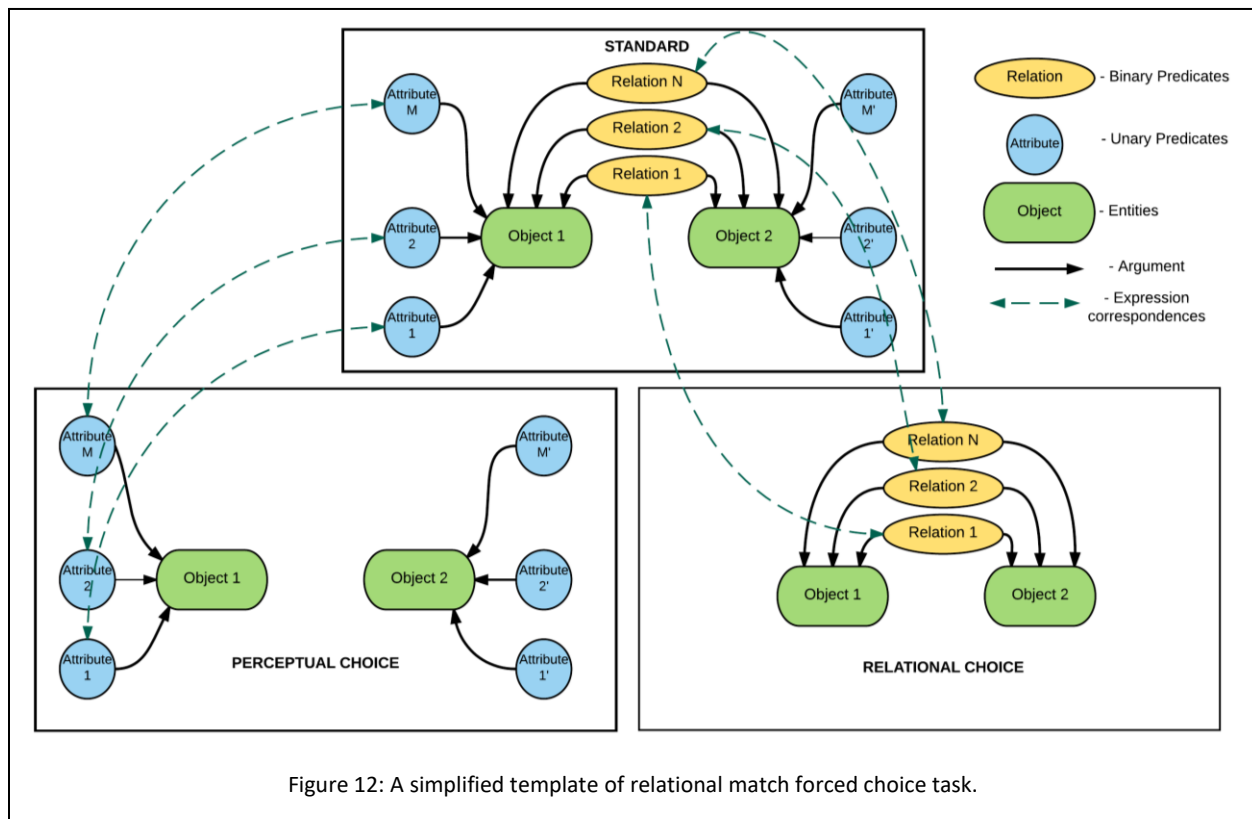 STANDARD
Relation N
Relation 2
Relation 1
Attribute
M
Attribute
2
Attribute
1
Object 1
Object 2
Attribute
M'
Attribute
2'
Attribute
1'
Relation
- Binary Predicates
Attribute
- Unary Predicates
Object
- Entities
- Argument
- Expression
correspondences
Attribute
M
Attribute
2
Attribute
1
Object 1
Object 2
Attribute
M'
Attribute
2'
Attribute
1'
PERCEPTUAL CHOICE
Relation N
Relation 2
Relation 1
Object 1
Object 2
RELATIONAL CHOICE
Figure 12: A simplified template of relational match forced choice task.